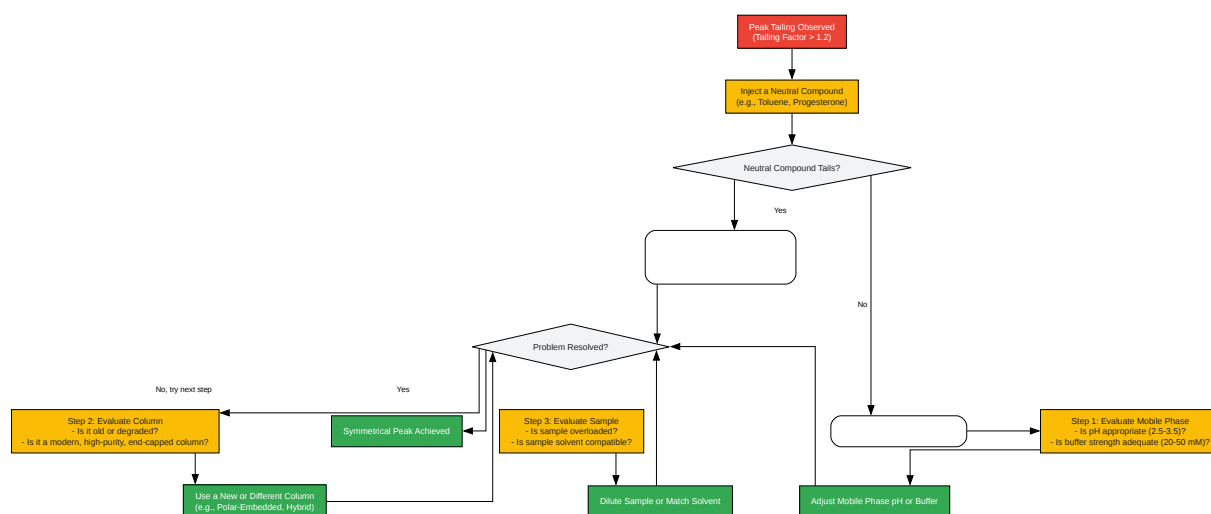 Peak Tailing Observed
(Tailing Factor > 1.2)
Inject a Neutral Compound
(e.g., Toluene, Progesterone)
Neutral Compound Tails?
Yes
No
Problem Resolved?
No, try next step
Yes
Step 2: Evaluate Column
- Is it old or degraded?
- Is it a modern, high-purity, end-capped column?
Symmetrical Peak Achieved
Step 3: Evaluate Sample
- Is sample overloaded?
- Is sample solvent compatible?
Step 1: Evaluate Mobile Phase
- Is pH appropriate (2.5-3.5)?
- Is buffer strength adequate (20-50 mM)?
Use a New or Different Column
(e.g., Polar-Embedded, Hybrid)
Dilute Sample or Match Solvent
Adjust Mobile Phase pH or Buffer